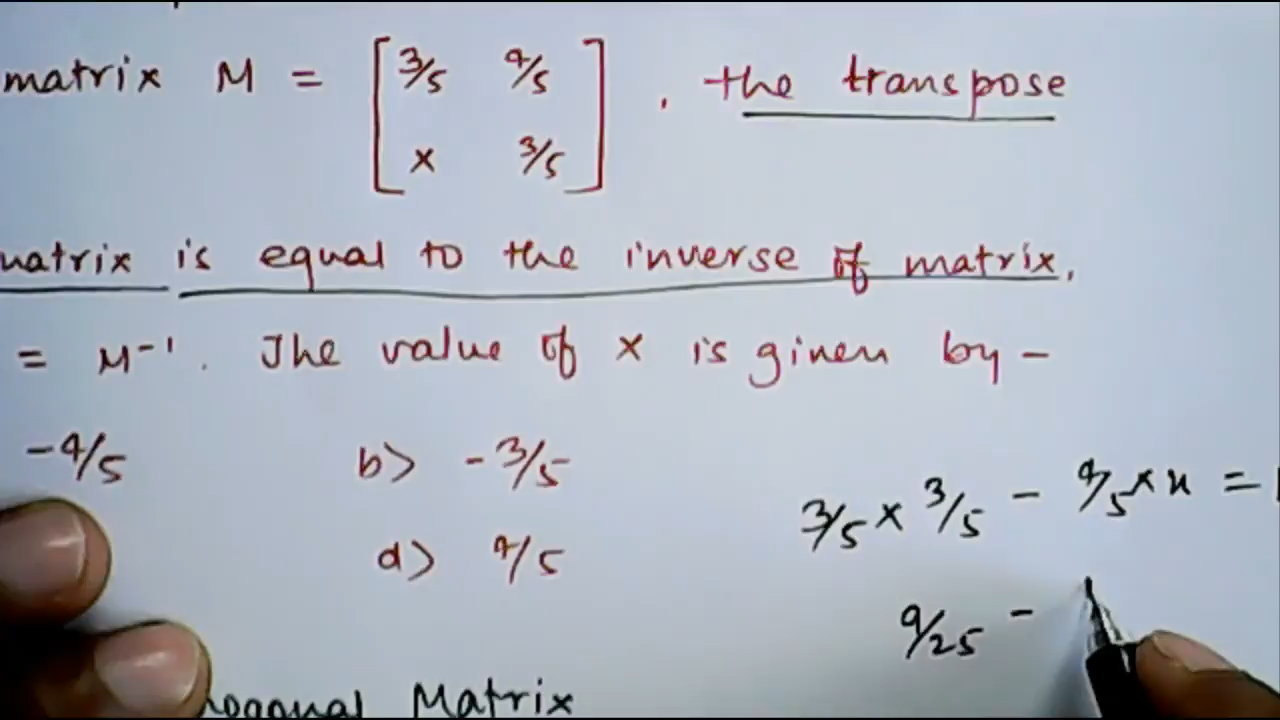 matrix M = [ 3/5 4/5
x 3/5 ] . the transpose
matrix is equal to the inverse of matrix.
= M⁻¹. The value of x is given by –
-4/5 b> -3/5
d> 4/5
3/5 × 3/5 – 4/5 × x =
9/25 –
Matrix